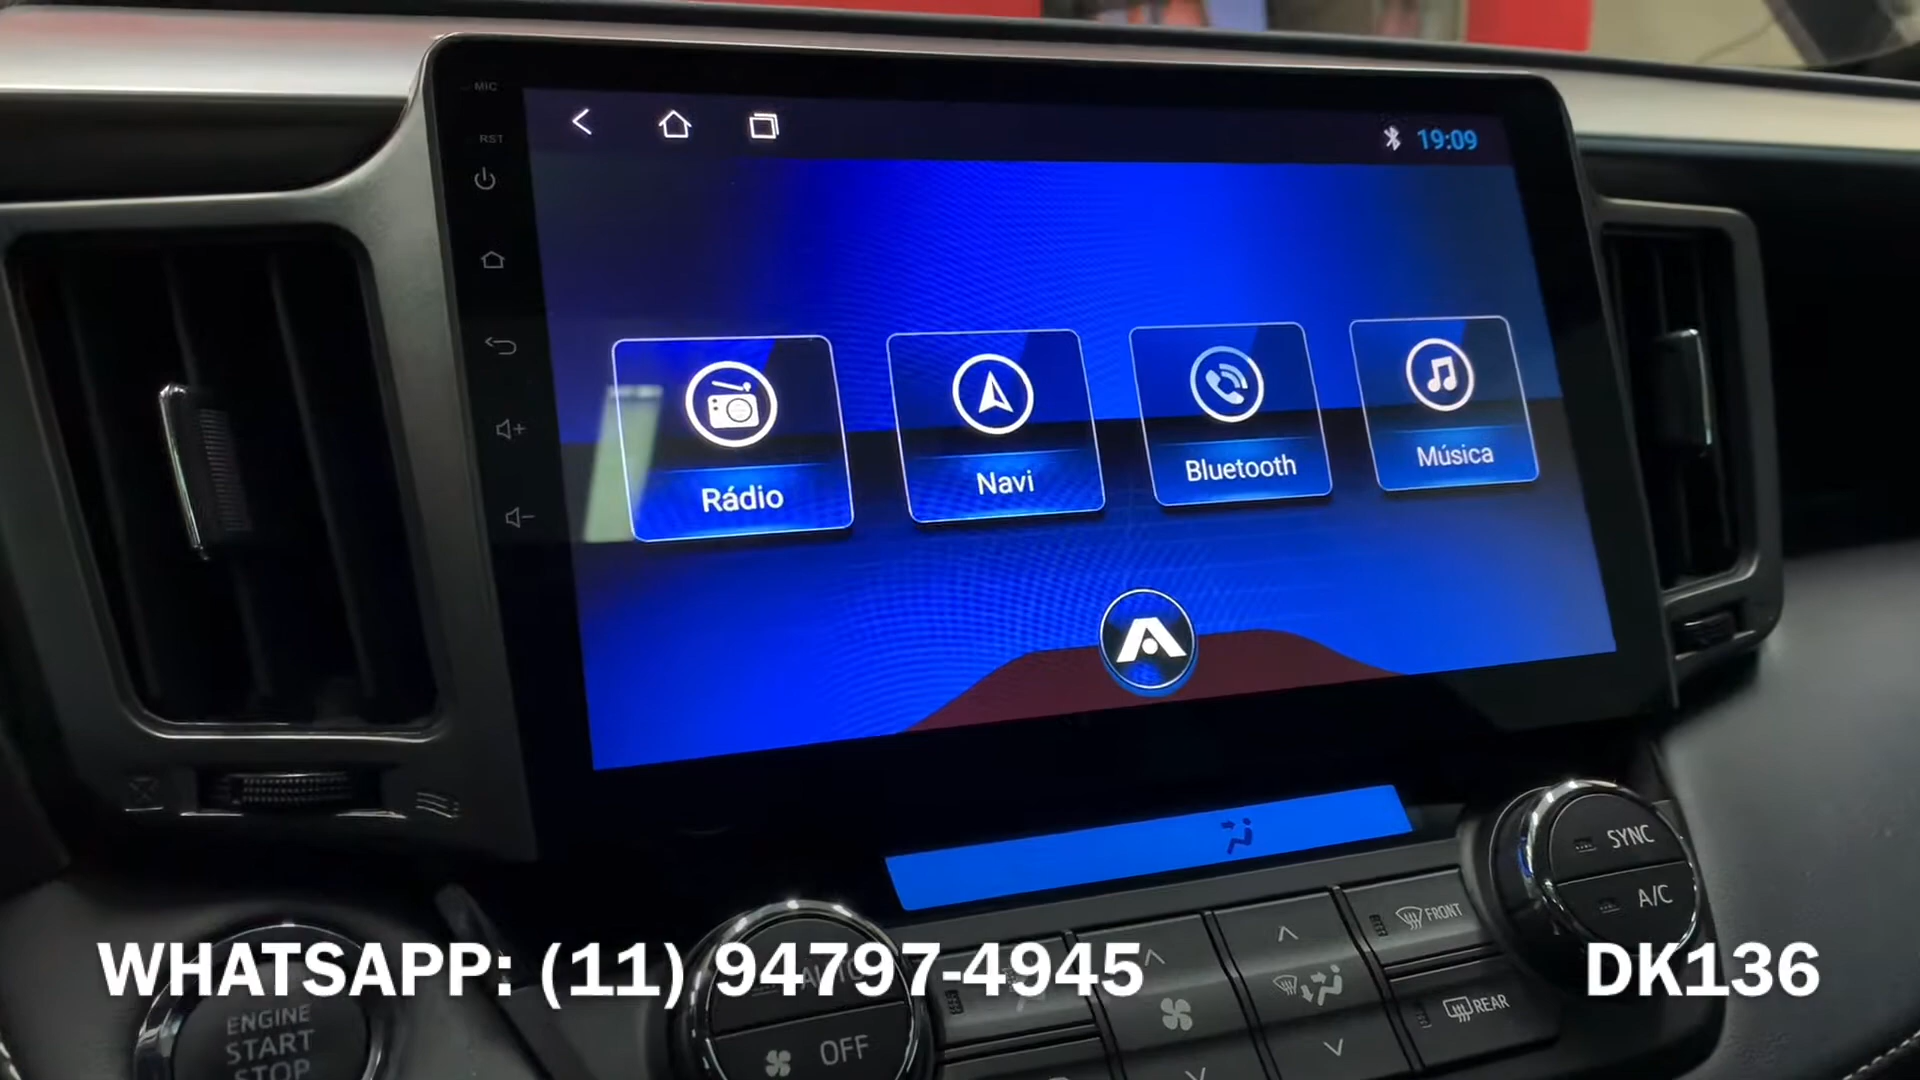 MIC
RST
19:09
Rádio
Navi
Bluetooth
Música
SYNC
A/C
FRONT
REAR
AUTO
OFF
ENGINE
START
STOP
WHATSAPP: (11) 94797-4945
DK136